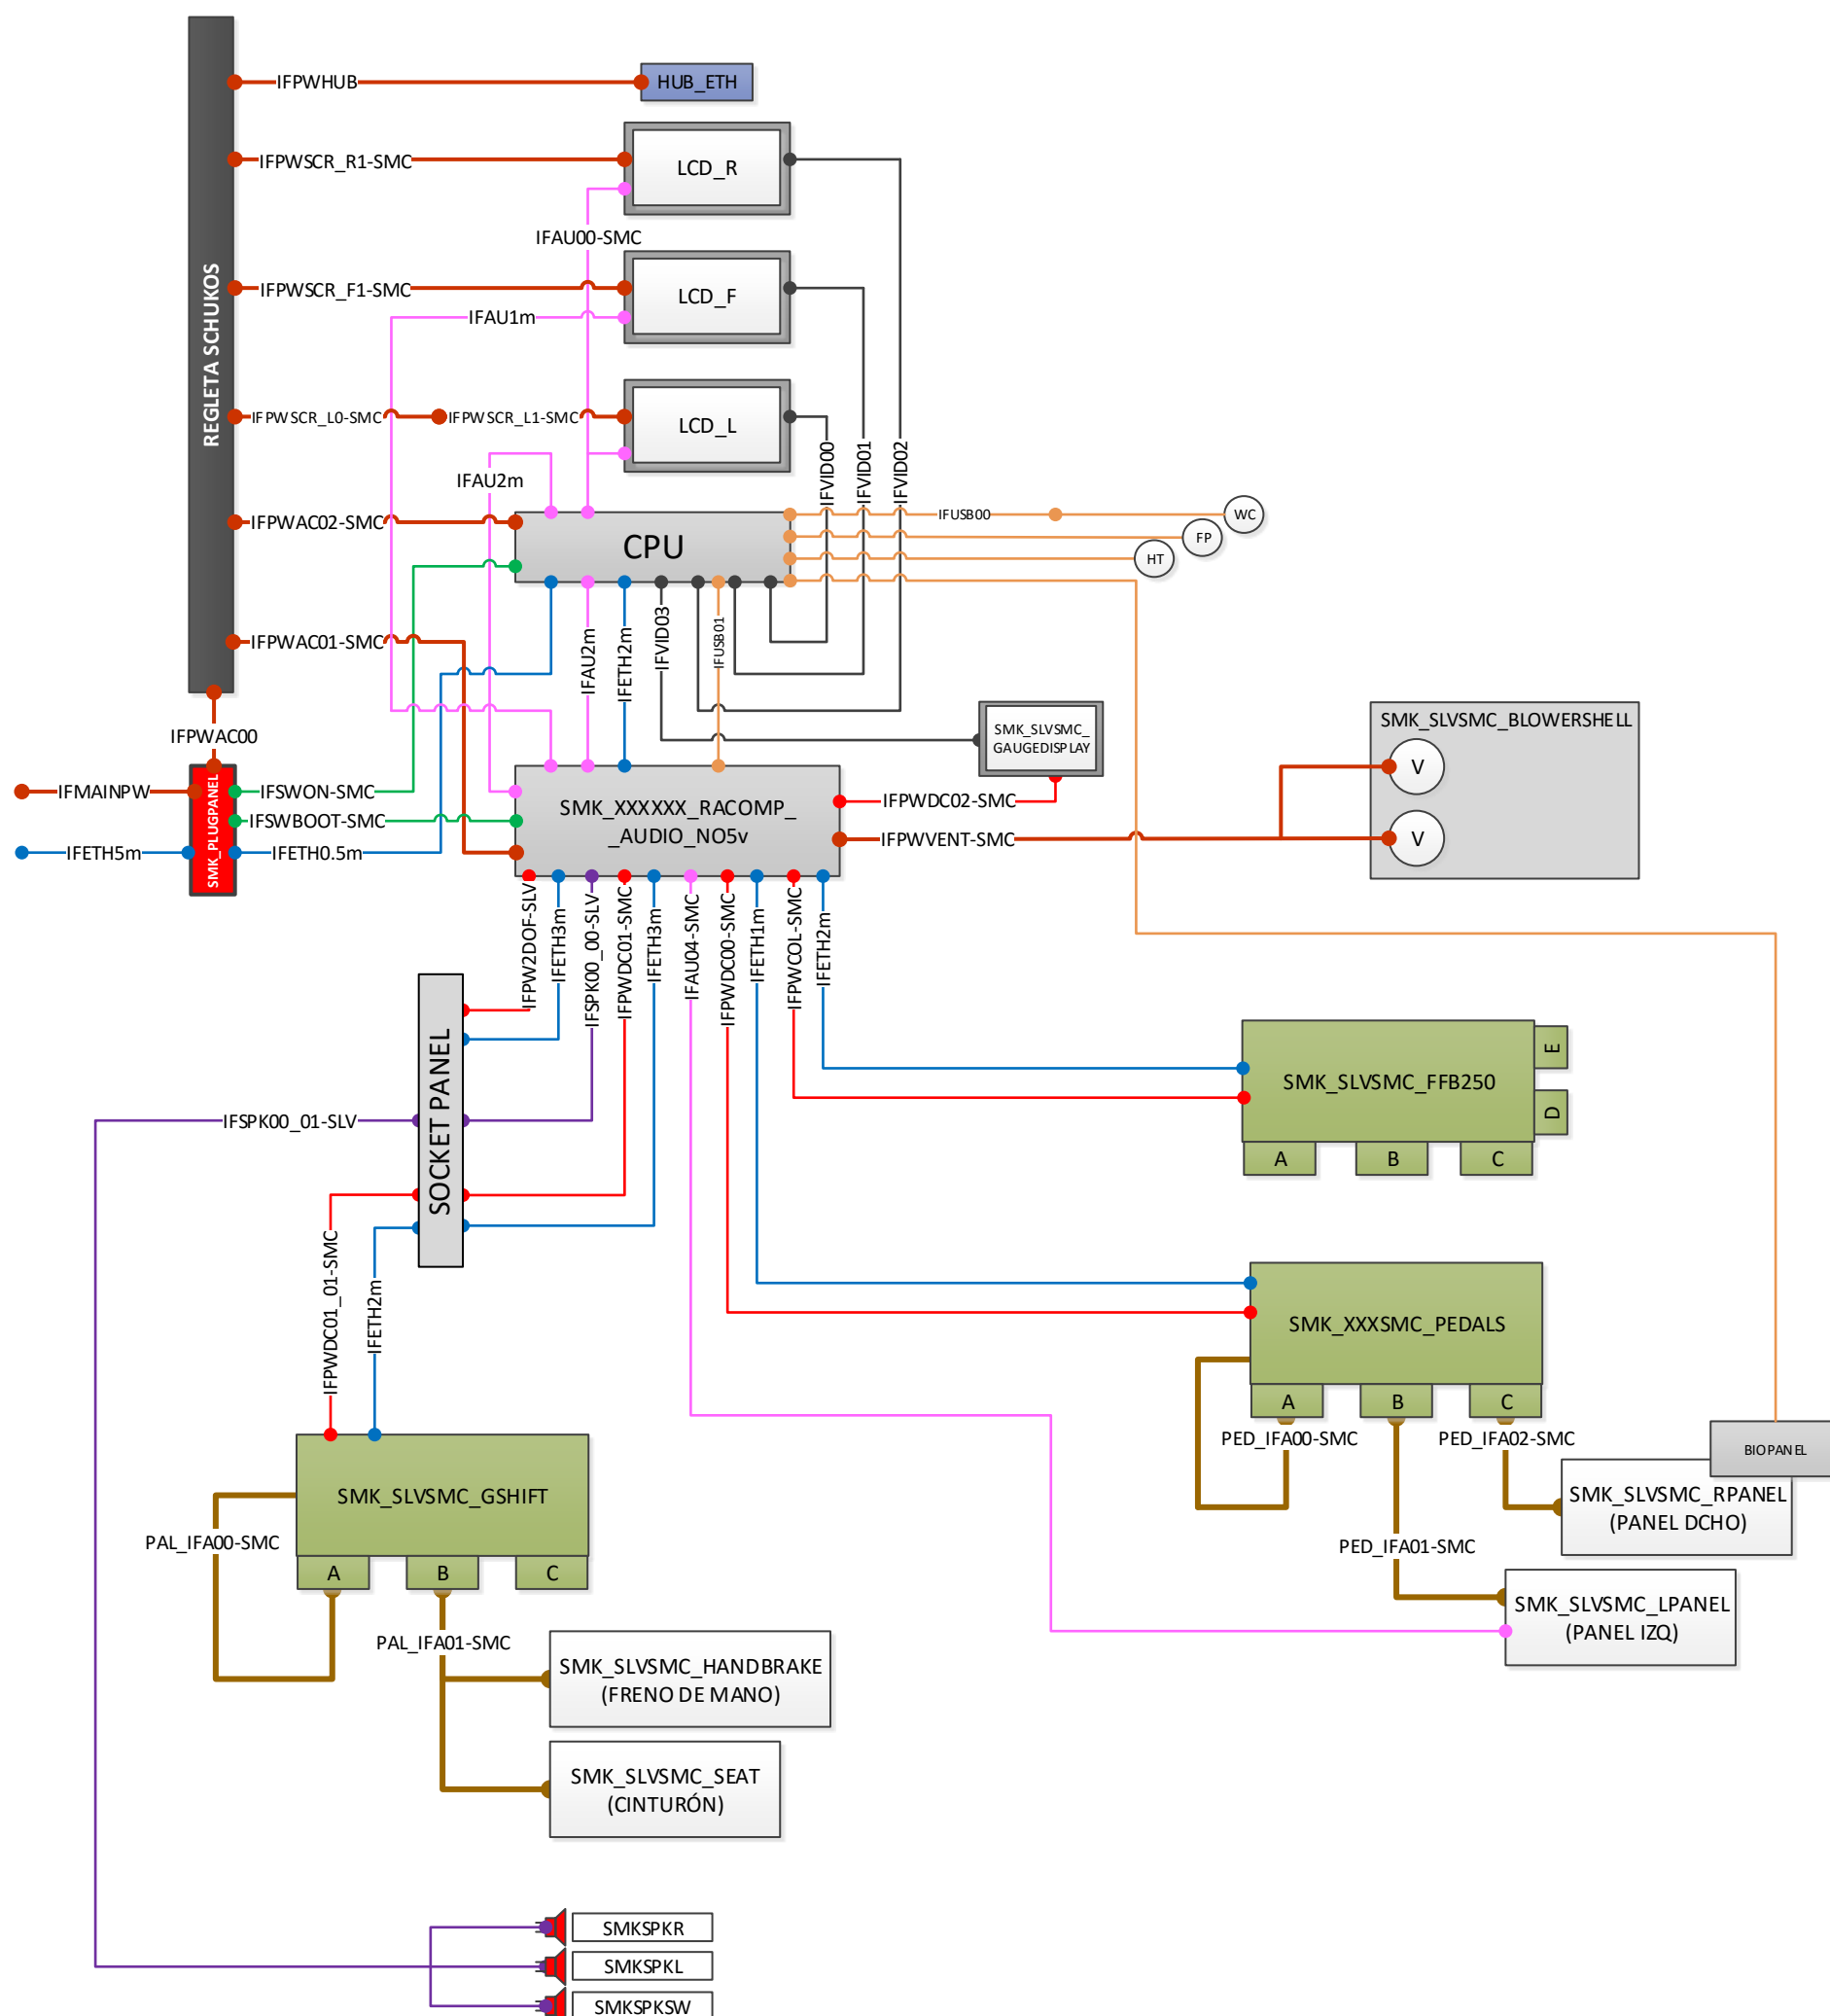 IFPWHUB
HUB_ETH
IFPWSCR_R1-SMC
LCD_R
IFAU00-SMC
REGLETA SCHUKOS
IFPWSCR_F1-SMC
LCD_F
IFAU1m
IFPWSCR_L0-SMC
IFPWSCR_L1-SMC
LCD_L
IFVID00
IFVID01
IFVID02
IFAU2m
IFPWAC02-SMC
CPU
IFUSB00
WC
FP
HT
IFPWAC01-SMC
IFAU2m
IFETH2m
IFVID03
IFUSB01
IFPWAC00
SMK_SLVSMC_
GAUGEDISPLAY
SMK_SLVSMC_BLOWERSHELL
V
V
IFMAINPW
SMK_PLUGPANEL
IFSWON-SMC
IFSWBOOT-SMC
IFETH5m
IFETH0.5m
SMK_XXXXXX_RACOMP_
_AUDIO_NO5v
IFPWDC02-SMC
IFPWVENT-SMC
IFPW2DOF-SLV
IFETH3m
IFSPK00_00-SLV
IFPWDC01-SMC
IFETH3m
IFAU04-SMC
IFPWDC00-SMC
IFETH1m
IFPWCOL-SMC
IFETH2m
SOCKET PANEL
SMK_SLVSMC_FFB250
E
D
A
B
C
IFSPK00_01-SLV
IFPWDC01_01-SMC
IFETH2m
SMK_XXXSMC_PEDALS
A
B
C
PED_IFA00-SMC
PED_IFA02-SMC
BIOPANEL
SMK_SLVSMC_RPANEL
(PANEL DCHO)
PED_IFA01-SMC
SMK_SLVSMC_LPANEL
(PANEL IZQ)
SMK_SLVSMC_GSHIFT
PAL_IFA00-SMC
A
B
C
PAL_IFA01-SMC
SMK_SLVSMC_HANDBRAKE
(FRENO DE MANO)
SMK_SLVSMC_SEAT
(CINTURÓN)
SMKSPKR
SMKSPKL
SMKSPKSW